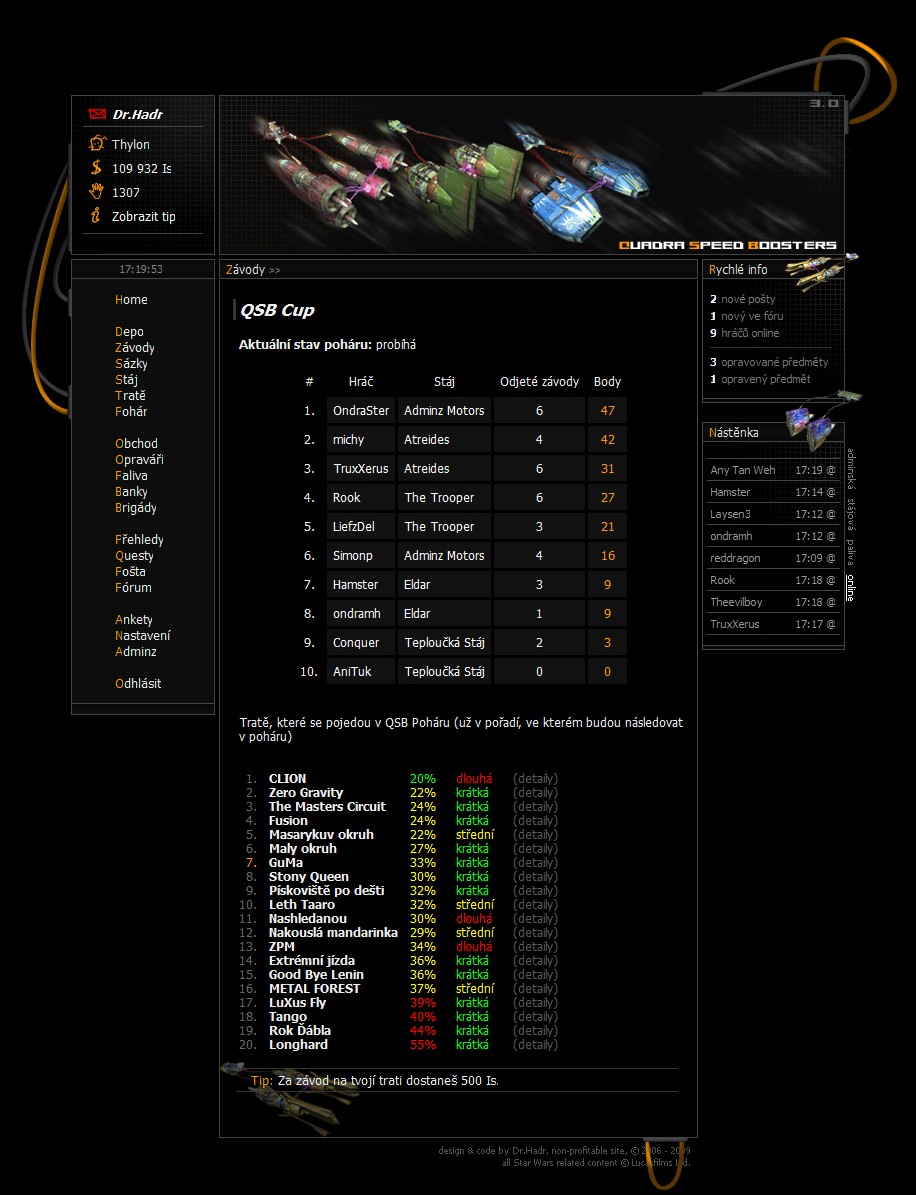 3.0
Dr.Hadr
Thylon
109 932 Is
1307
Zobrazit tip
QUADRA SPEED BOOSTERS
17:19:53
Home
Depo
Závody
Sázky
Stáj
Tratě
Pohár
Obchod
Opraváři
Paliva
Banky
Brigády
Přehledy
Questy
Pošta
Fórum
Ankety
Nastavení
Adminz
Odhlásit
Závody >>
QSB Cup
Aktuální stav poháru: probíhá
# Hráč Stáj Odjeté závody Body
1. OndraSter Adminz Motors 6 47
2. michy Atreides 4 42
3. TruxXerus Atreides 6 31
4. Rook The Trooper 6 27
5. LiefzDel The Trooper 3 21
6. Simonp Adminz Motors 4 16
7. Hamster Eldar 3 9
8. ondramh Eldar 1 9
9. Conquer Teploučká Stáj 2 3
10. AniTuk Teploučká Stáj 0 0
Tratě, které se pojedou v QSB Poháru (už v pořadí, ve kterém budou následovat
v poháru)
1. CLION 20% dlouhá (detaily)
2. Zero Gravity 22% krátká (detaily)
3. The Masters Circuit 24% krátká (detaily)
4. Fusion 24% krátká (detaily)
5. Masarykuv okruh 22% střední (detaily)
6. Maly okruh 27% krátká (detaily)
7. GuMa 33% krátká (detaily)
8. Stony Queen 30% krátká (detaily)
9. Pískoviště po dešti 32% krátká (detaily)
10. Leth Taaro 32% střední (detaily)
11. Nashledanou 30% dlouhá (detaily)
12. Nakouslá mandarinka 29% střední (detaily)
13. ZPM 34% dlouhá (detaily)
14. Extrémní jízda 36% krátká (detaily)
15. Good Bye Lenin 36% krátká (detaily)
16. METAL FOREST 37% střední (detaily)
17. LuXus Fly 39% krátká (detaily)
18. Tango 40% krátká (detaily)
19. Rok Ďábla 44% krátká (detaily)
20. Longhard 55% krátká (detaily)
Tip: Za závod na tvojí trati dostaneš 500 Is.
Rychlé info
2 nové pošty
1 nový ve fóru
9 hráčů online
3 opravované předměty
1 opravený předmět
Nástěnka
Any Tan Weh 17:19 @
Hamster 17:14 @
Laysen3 17:12 @
ondramh 17:12 @
reddragon 17:09 @
Rook 17:18 @
Theevilboy 17:18 @
TruxXerus 17:17 @
adminská stájová paliva online
design & code by Dr.Hadr, non-profitable site, © 2006 - 2009
all Star Wars related content © Lucasfilms Ltd.